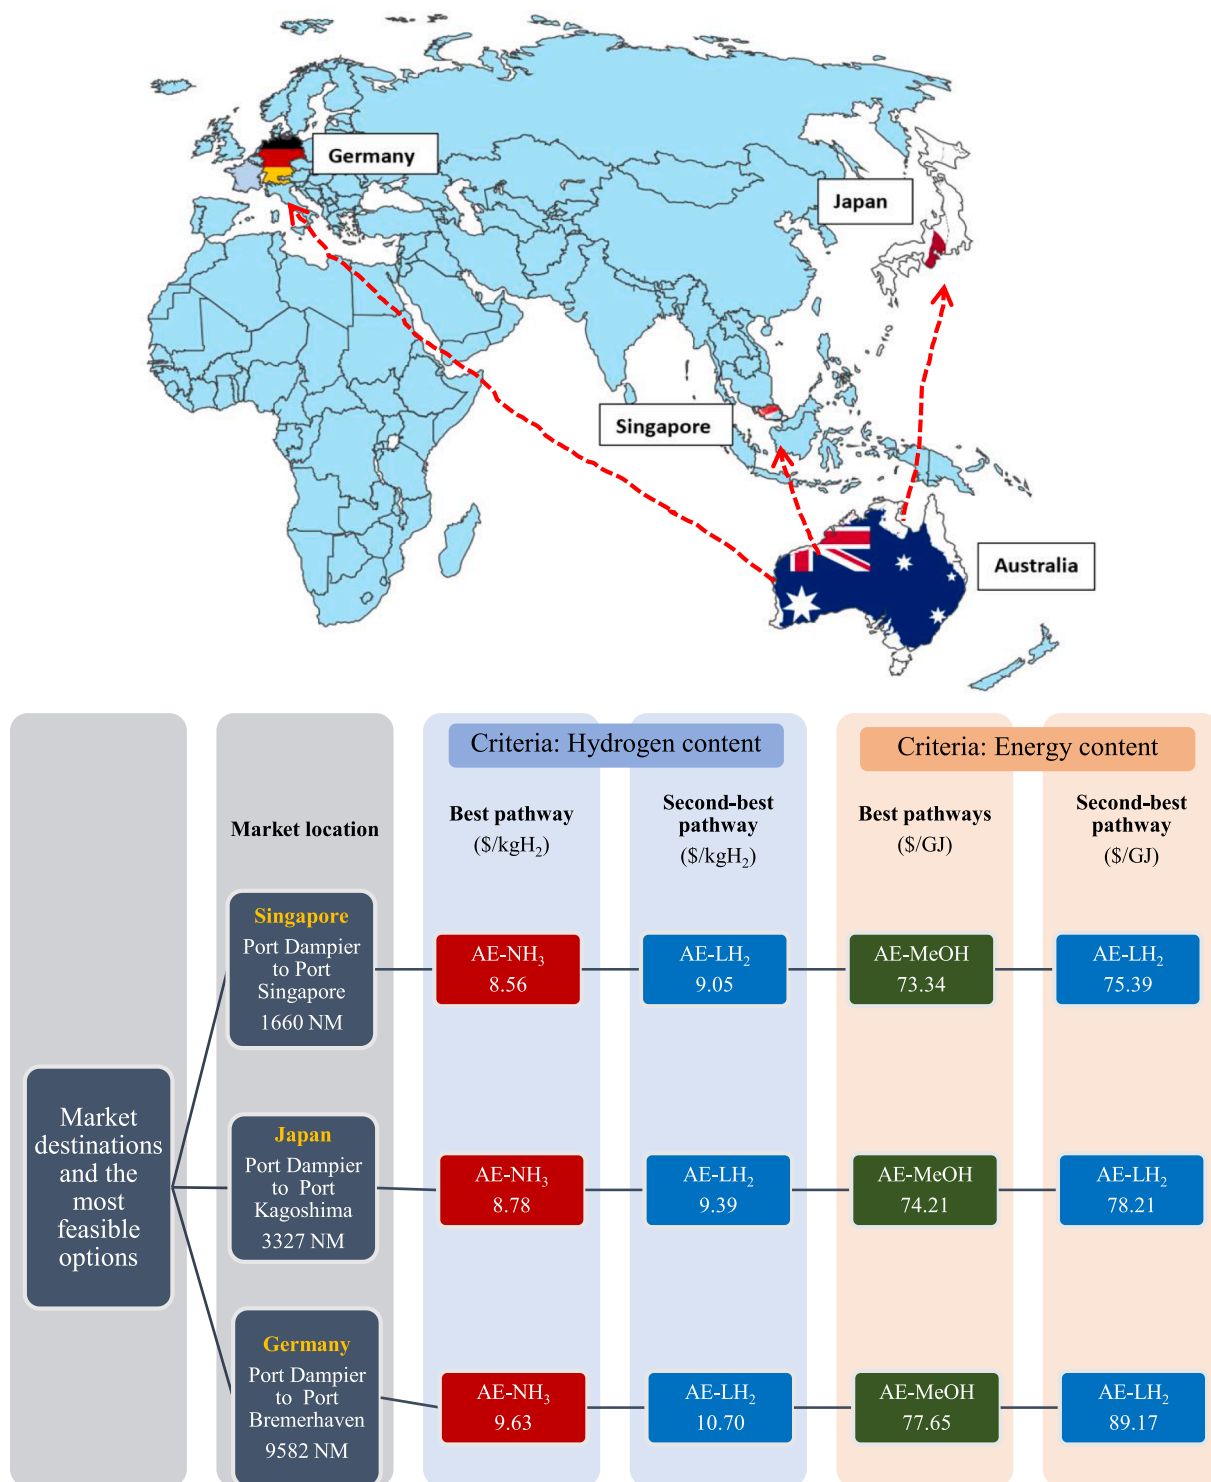 Germany
Japan
Singapore
Australia
Criteria: Hydrogen content
Criteria: Energy content
Market location
Best pathway
($/kgH₂)
Second-best
pathway
($/kgH₂)
Best pathways
($/GJ)
Second-best
pathway
($/GJ)
Singapore
Port Dampier
to Port
Singapore
1660 NM
AE-NH₃
8.56
AE-LH₂
9.05
AE-MeOH
73.34
AE-LH₂
75.39
Market
destinations
and the
most
feasible
options
Japan
Port Dampier
to Port
Kagoshima
3327 NM
AE-NH₃
8.78
AE-LH₂
9.39
AE-MeOH
74.21
AE-LH₂
78.21
Germany
Port Dampier
to Port
Bremerhaven
9582 NM
AE-NH₃
9.63
AE-LH₂
10.70
AE-MeOH
77.65
AE-LH₂
89.17